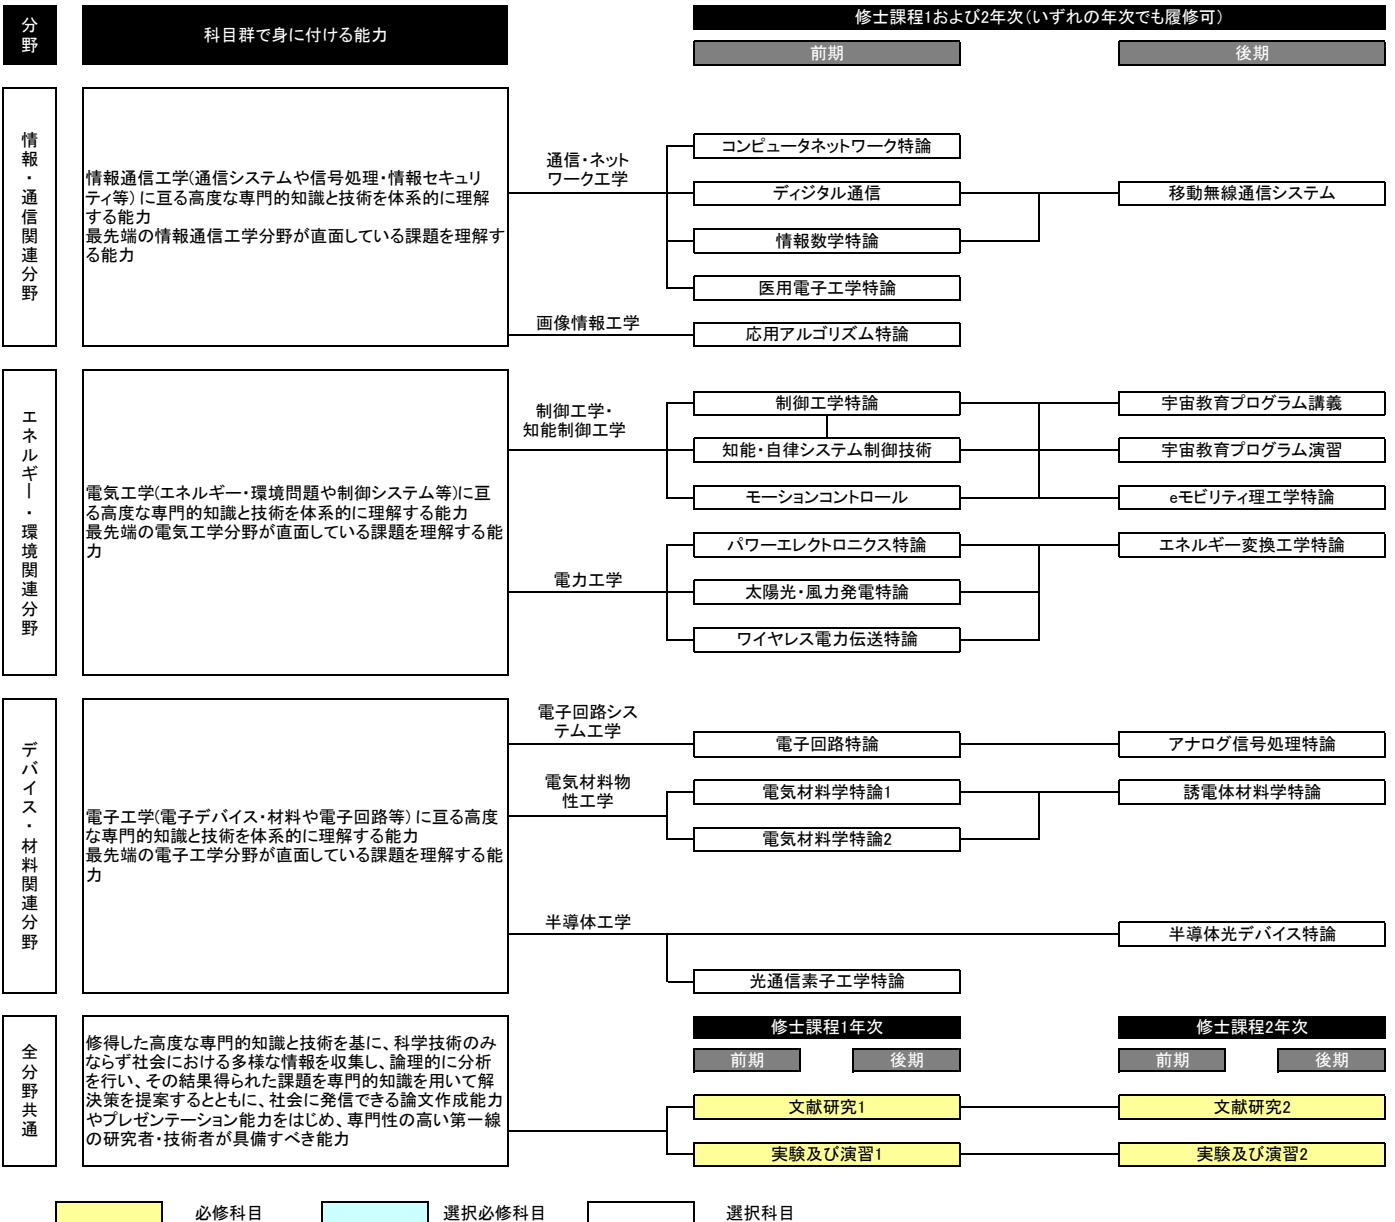 分野
科目群で身に付ける能力
修士課程1および2年次(いずれの年次でも履修可)
前期
後期
情報・通信関連分野
情報通信工学(通信システムや信号処理・情報セキュリ
ティ等) に亘る高度な専門的知識と技術を体系的に理解
する能力
最先端の情報通信工学分野が直面している課題を理解す
る能力
通信・ネット
ワーク工学
コンピュータネットワーク特論
ディジタル通信
移動無線通信システム
情報数学特論
医用電子工学特論
画像情報工学
応用アルゴリズム特論
エネルギー・環境関連分野
電気工学(エネルギー・環境問題や制御システム等)に亘
る高度な専門的知識と技術を体系的に理解する能力
最先端の電気工学分野が直面している課題を理解する能
力
制御工学・
知能制御工学
制御工学特論
宇宙教育プログラム講義
知能・自律システム制御技術
宇宙教育プログラム演習
モーションコントロール
eモビリティ理工学特論
電力工学
パワーエレクトロニクス特論
エネルギー変換工学特論
太陽光・風力発電特論
ワイヤレス電力伝送特論
デバイス・材料関連分野
電子工学(電子デバイス・材料や電子回路等) に亘る高度
な専門的知識と技術を体系的に理解する能力
最先端の電子工学分野が直面している課題を理解する能
力
電子回路シス
テム工学
電子回路特論
アナログ信号処理特論
電気材料物
性工学
電気材料学特論1
誘電体材料学特論
電気材料学特論2
半導体工学
半導体光デバイス特論
光通信素子工学特論
全分野共通
修得した高度な専門的知識と技術を基に、科学技術のみ
ならず社会における多様な情報を収集し、論理的に分析
を行い、その結果得られた課題を専門的知識を用いて解
決策を提案するとともに、社会に発信できる論文作成能力
やプレゼンテーション能力をはじめ、専門性の高い第一線
の研究者・技術者が具備すべき能力
修士課程1年次
修士課程2年次
前期
後期
前期
後期
文献研究1
文献研究2
実験及び演習1
実験及び演習2
必修科目
選択必修科目
選択科目